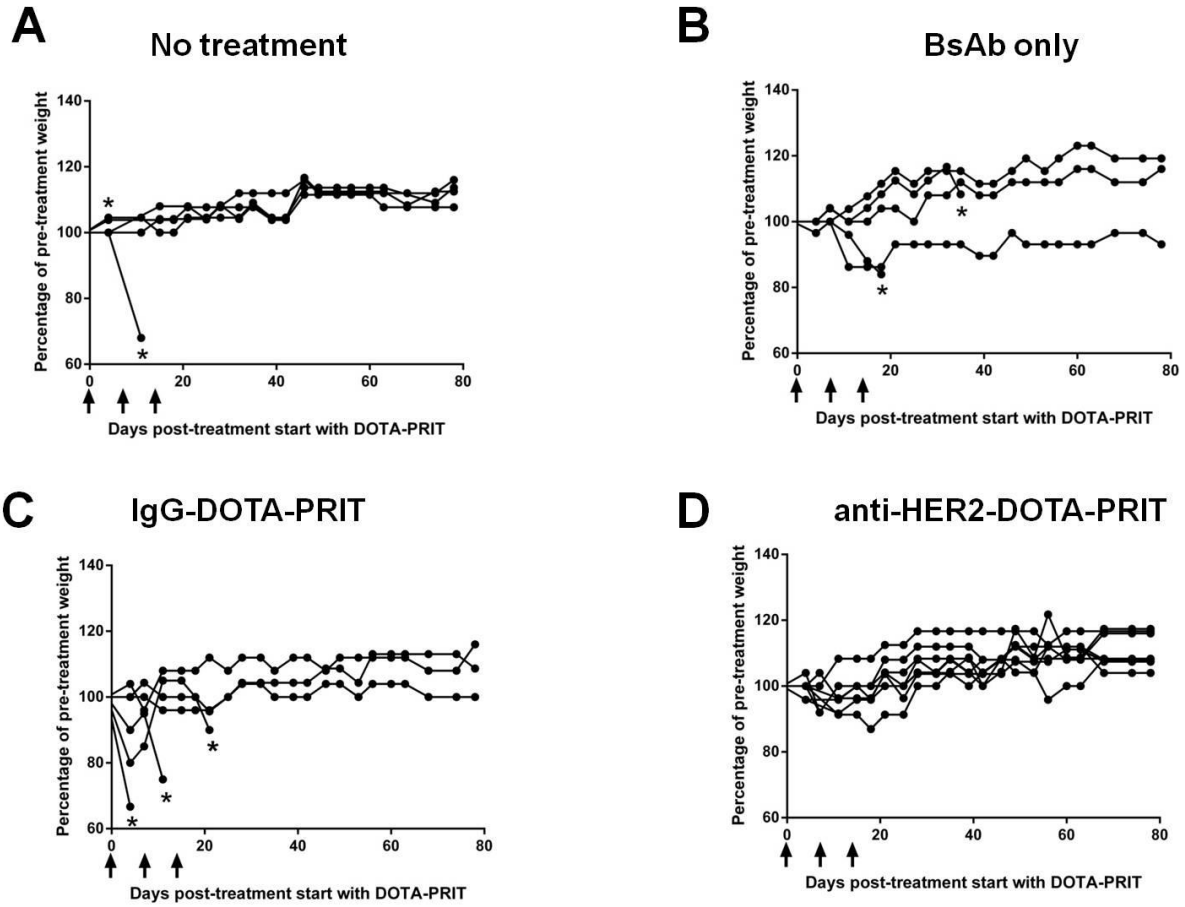 A
No treatment
Percentage of pre-treatment weight
140
120
100
80
60
*
*
0
20
40
60
80
Days post-treatment start with DOTA-PRIT
B
BsAb only
Percentage of pre-treatment weight
140
120
100
80
60
*
*
0
20
40
60
80
Days post-treatment start with DOTA-PRIT
C
IgG-DOTA-PRIT
Percentage of pre-treatment weight
140
120
100
80
60
*
*
*
0
20
40
60
80
Days post-treatment start with DOTA-PRIT
D
anti-HER2-DOTA-PRIT
Percentage of pre-treatment weight
140
120
100
80
60
0
20
40
60
80
Days post-treatment start with DOTA-PRIT